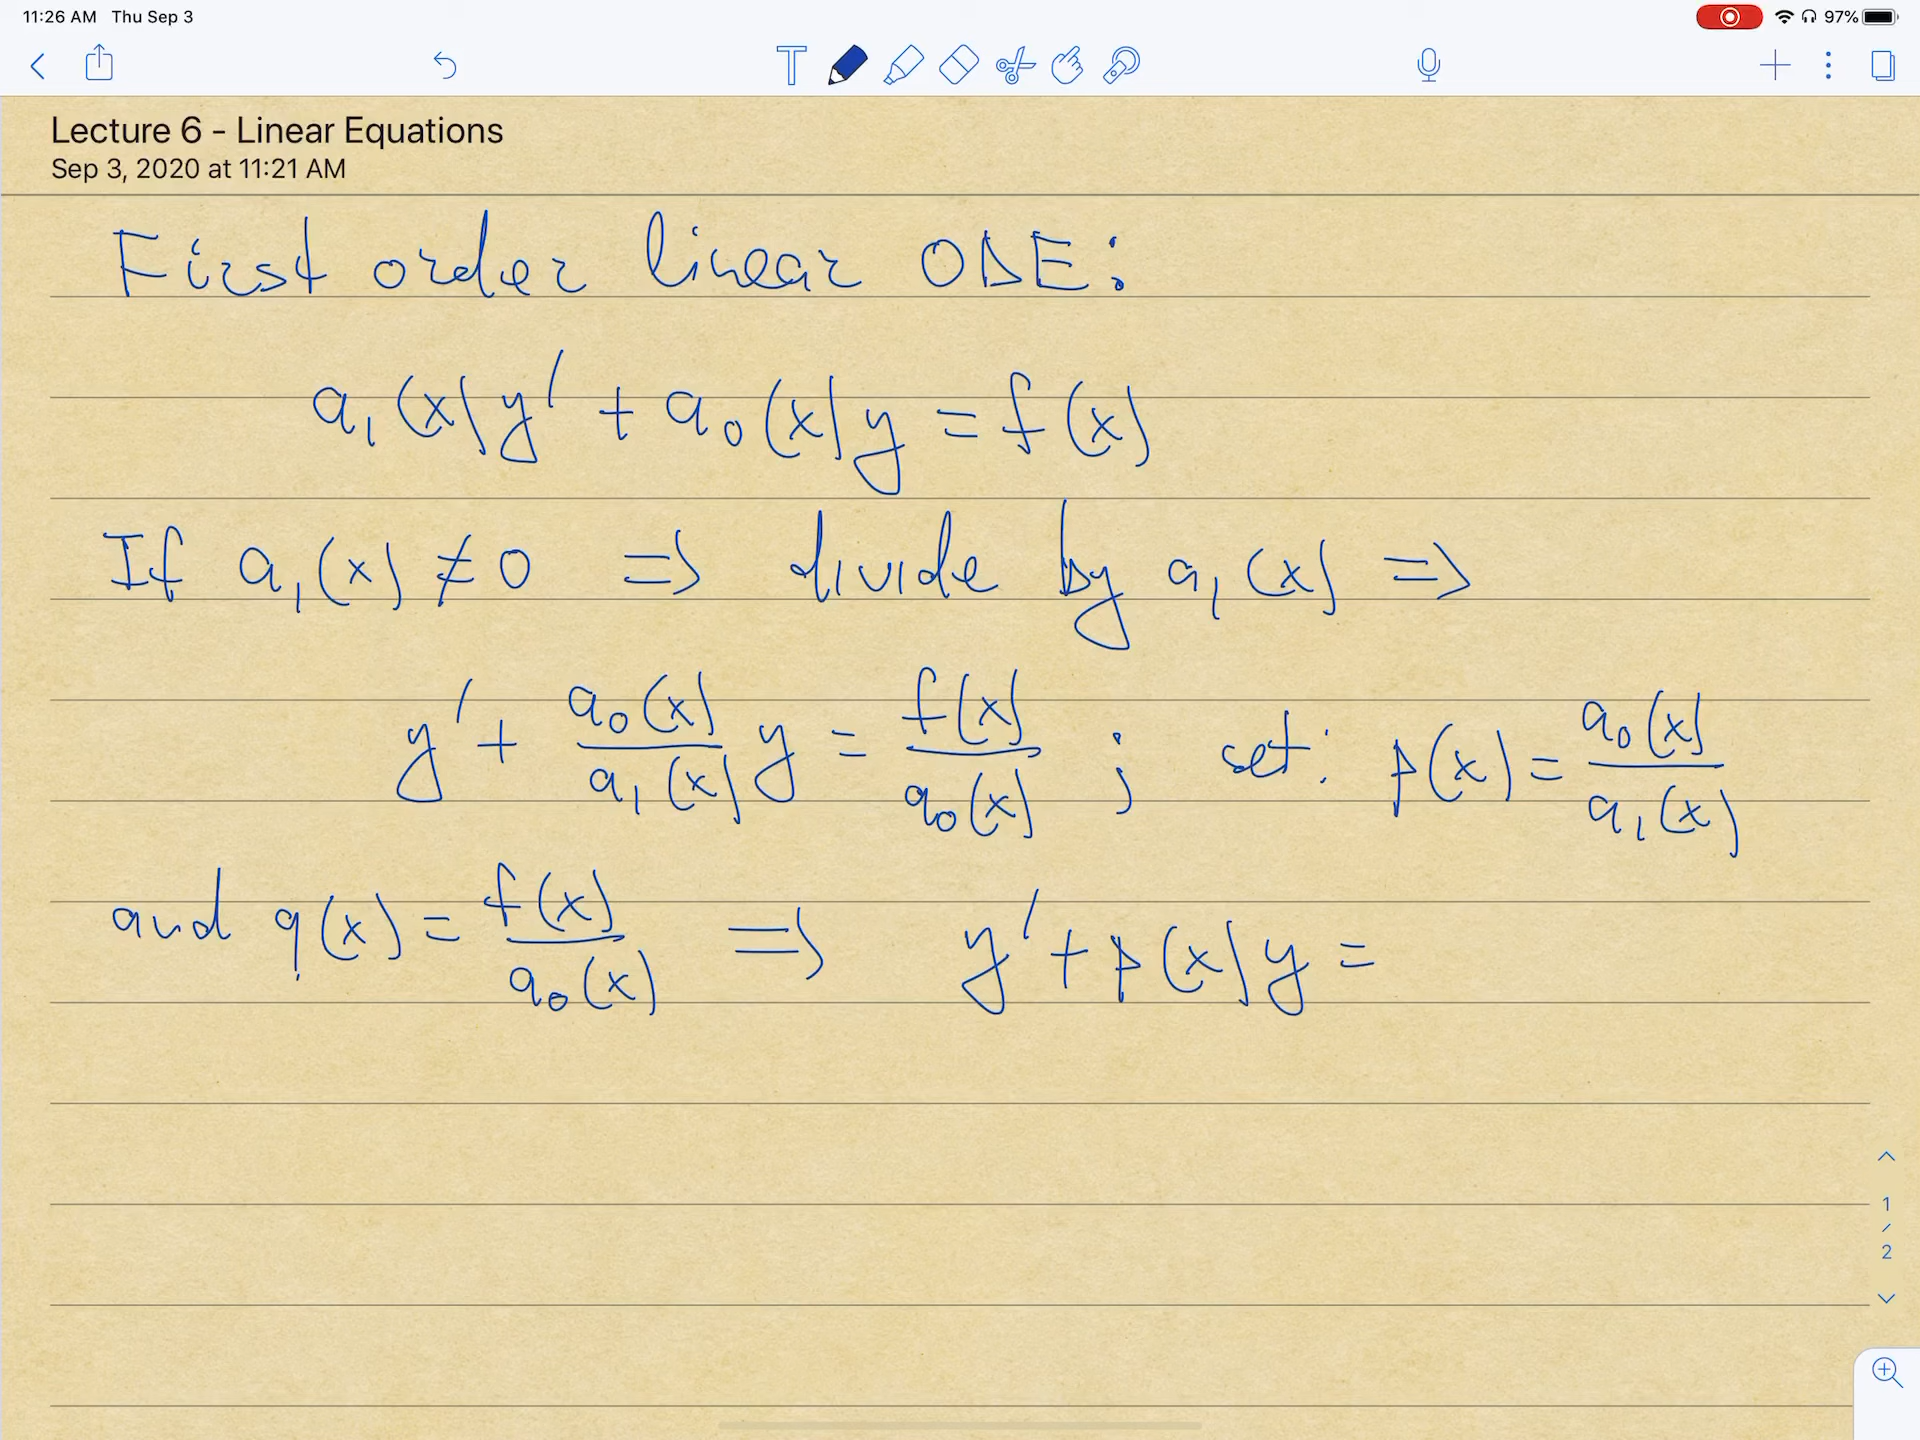 11:26 AM Thu Sep 3 97%
T
Lecture 6 - Linear Equations
Sep 3, 2020 at 11:21 AM
First order linear ODE:
a₁(x)y' + a₀(x)y = f(x)
If a₁(x) ≠ 0 => divide by a₁(x) =>
y' + a₀(x)/a₁(x) y = f(x)/a₀(x) ; set: p(x) = a₀(x)/a₁(x)
and q(x) = f(x)/a₀(x) => y' + p(x)y =
1
/
2